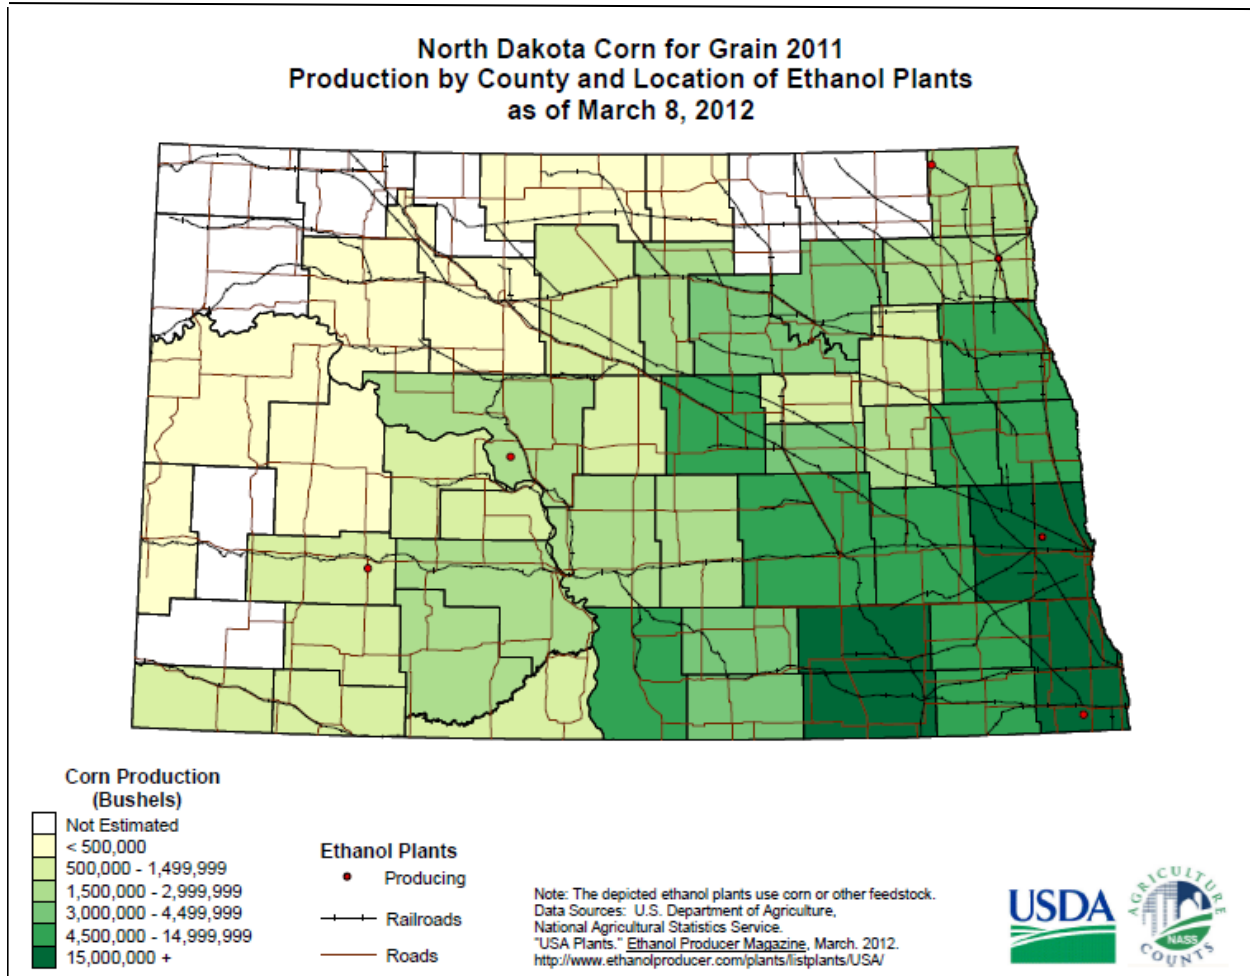 North Dakota Corn for Grain 2011
Production by County and Location of Ethanol Plants
as of March 8, 2012
Corn Production
(Bushels)
Not Estimated
< 500,000
500,000 - 1,499,999
1,500,000 - 2,999,999
3,000,000 - 4,499,999
4,500,000 - 14,999,999
15,000,000 +
Ethanol Plants
Producing
Railroads
Roads
Note: The depicted ethanol plants use corn or other feedstock.
Data Sources: U.S. Department of Agriculture,
National Agricultural Statistics Service.
"USA Plants." Ethanol Producer Magazine, March. 2012.
http://www.ethanolproducer.com/plants/listplants/USA/
USDA
AGRICULTURE
NASS
COUNTS